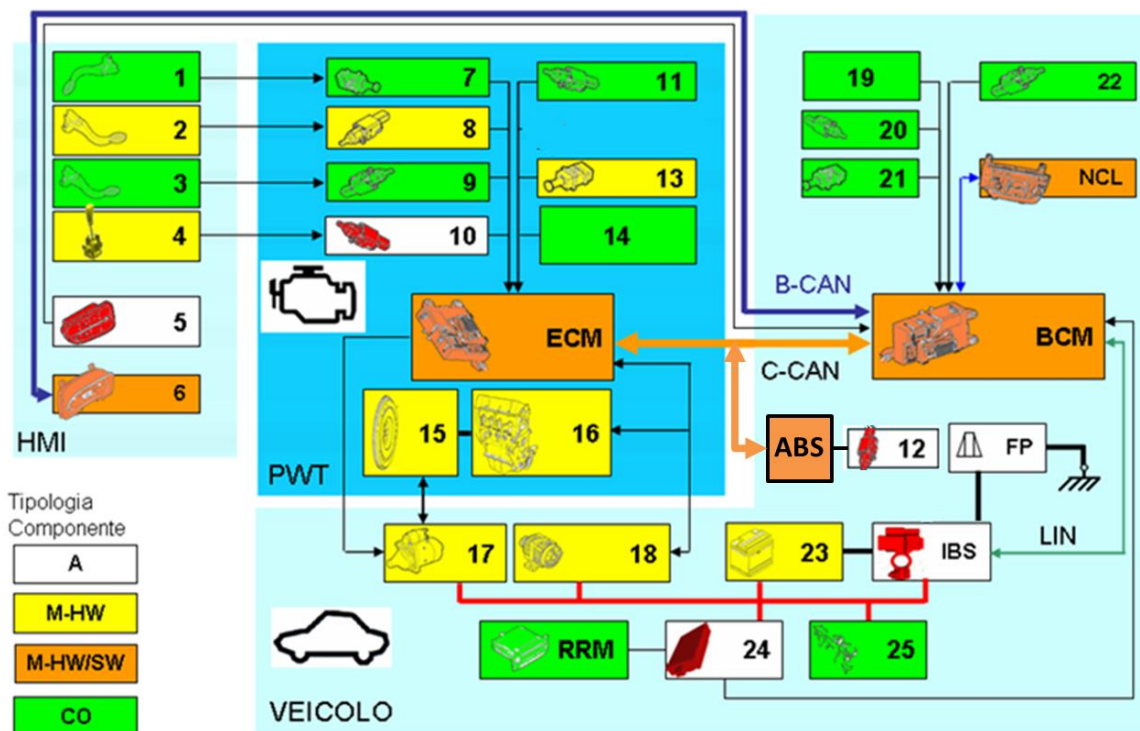 1
7
11
19
22
2
8
20
3
9
13
21
NCL
4
10
14
B-CAN
5
ECM
BCM
C-CAN
6
HMI
15
16
ABS
12
FP
PWT
Tipologia
Componente
A
M-HW
M-HW/SW
CO
17
18
23
IBS
LIN
RRM
24
25
VEICOLO